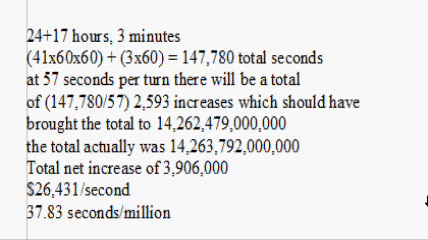 24+17 hours, 3 minutes
(41x60x60) + (3x60) = 147,780 total seconds
at 57 seconds per turn there will be a total
of (147,780/57) 2,593 increases which should have
brought the total to 14,262,479,000,000
the total actually was 14,263,792,000,000
Total net increase of 3,906,000
$26,431/second
37.83 seconds/million